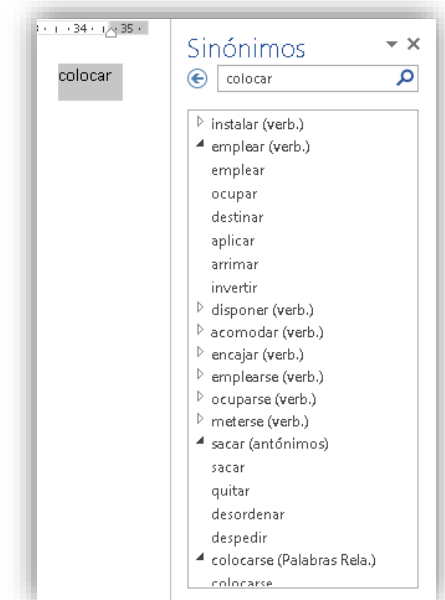 34 35
colocar
Sinónimos
colocar
instalar (verb.)
emplear (verb.)
emplear
ocupar
destinar
aplicar
arrimar
invertir
disponer (verb.)
acomodar (verb.)
encajar (verb.)
emplearse (verb.)
ocuparse (verb.)
meterse (verb.)
sacar (antónimos)
sacar
quitar
desordenar
despedir
colocarse (Palabras Rela.)
colocarse